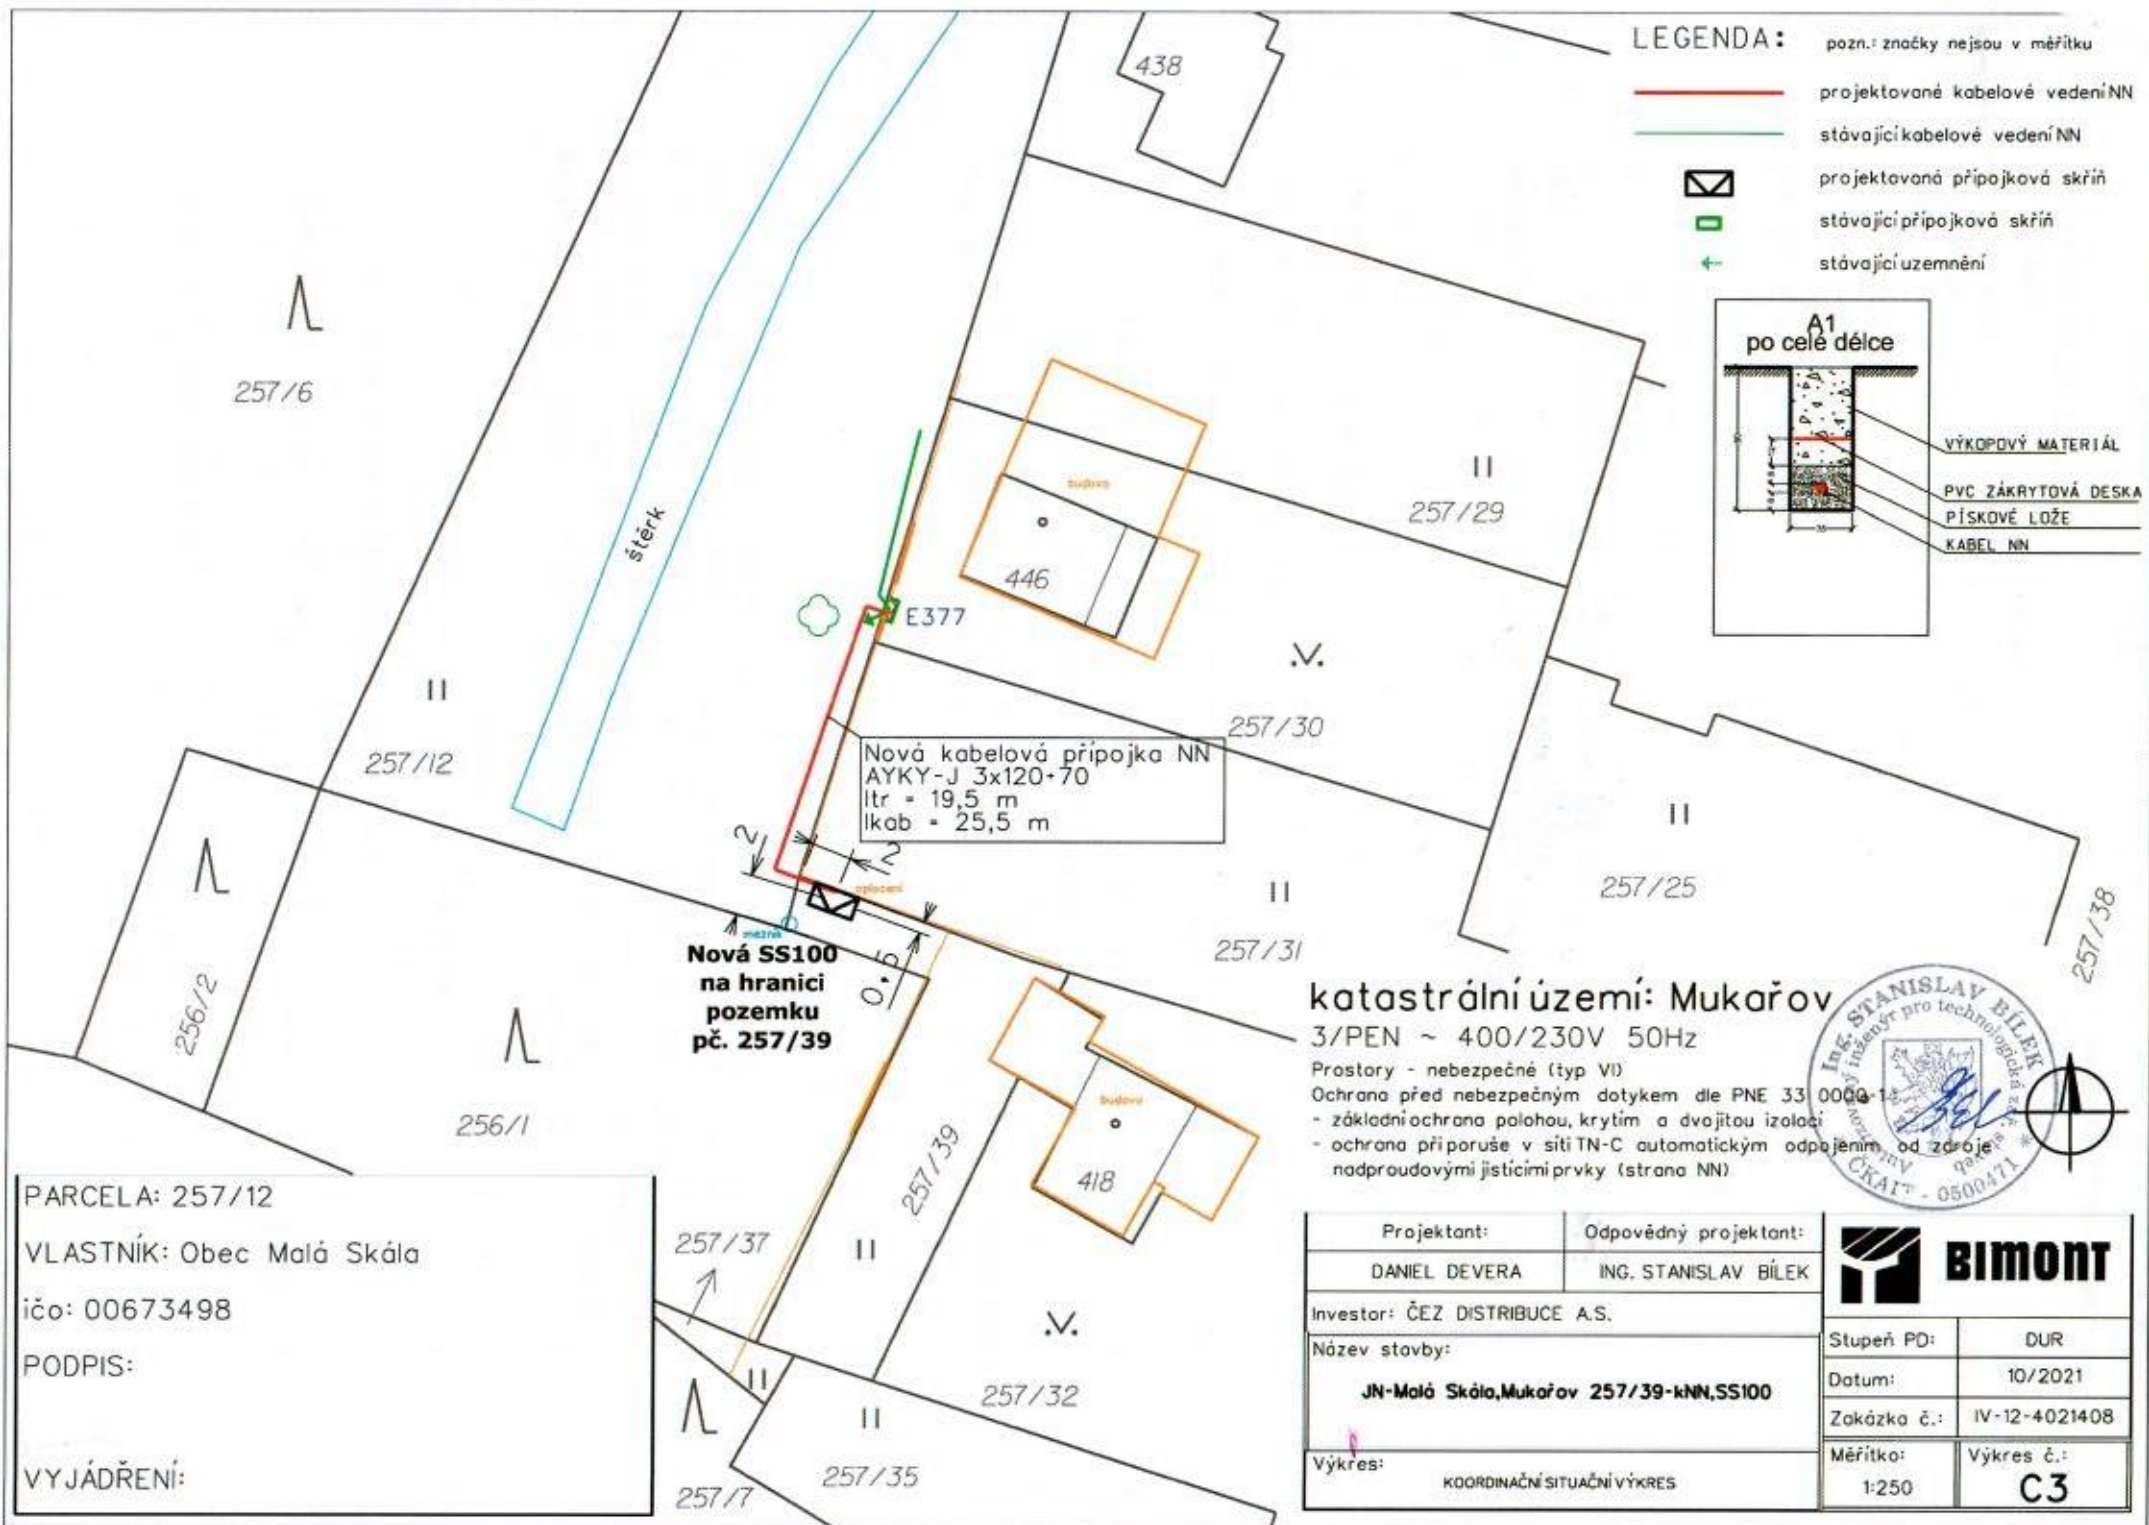 LEGENDA: pozn.: značky nejsou v měřítku
projektované kabelové vedení NN
stávající kabelové vedení NN
projektovaná přípojková skříň
stávající přípojková skříň
stávající uzemnění
A1
po celé délce
VÝKOPOVÝ MATERIÁL
PVC ZÁKRYTOVÁ DESKA
PÍSKOVÉ LOŽE
KABEL NN
438
257/6
štěrk
budova
446
257/29
E377
257/30
257/12
Nová kabelová přípojka NN
AYKY-J 3x120+70
ltr = 19,5 m
lkab = 25,5 m
2
2
oplocení
257/25
257/38
257/31
Nová SS100
na hranici
pozemku
pč. 257/39
0,5
256/2
256/1
budova
418
257/39
257/37
257/32
257/35
257/7
katastrální území: Mukařov
3/PEN ~ 400/230V 50Hz
Prostory - nebezpečné (typ VI)
Ochrana před nebezpečným dotykem dle PNE 33 0000-1
- základní ochrana polohou, krytím a dvojitou izolací
- ochrana při poruše v síti TN-C automatickým odpojením od zdroje
nadproudovými jistícími prvky (strana NN)
Ing. STANISLAV BÍLEK
ČKAIT - 0500471
PARCELA: 257/12
VLASTNÍK: Obec Malá Skála
ičo: 00673498
PODPIS:
VYJÁDŘENÍ:
Projektant: Odpovědný projektant:
DANIEL DEVERA ING. STANISLAV BÍLEK
BIMONT
Investor: ČEZ DISTRIBUCE A.S.
Název stavby:
JN-Malá Skála,Mukařov 257/39-kNN,SS100
Stupeň PD: DUR
Datum: 10/2021
Zakázka č.: IV-12-4021408
Výkres: KOORDINAČNÍ SITUAČNÍ VÝKRES
Měřítko: 1:250
Výkres č.: C3